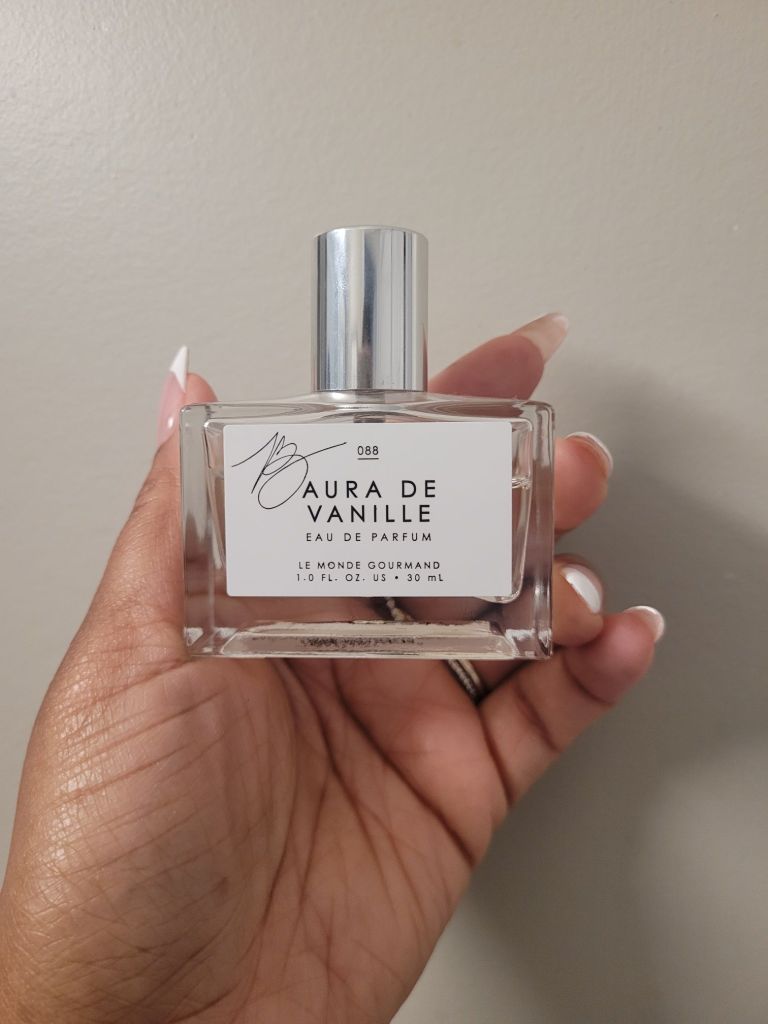 088
AURA DE
VANILLE
EAU DE PARFUM
LE MONDE GOURMAND
1.0 FL. OZ. US • 30 mL